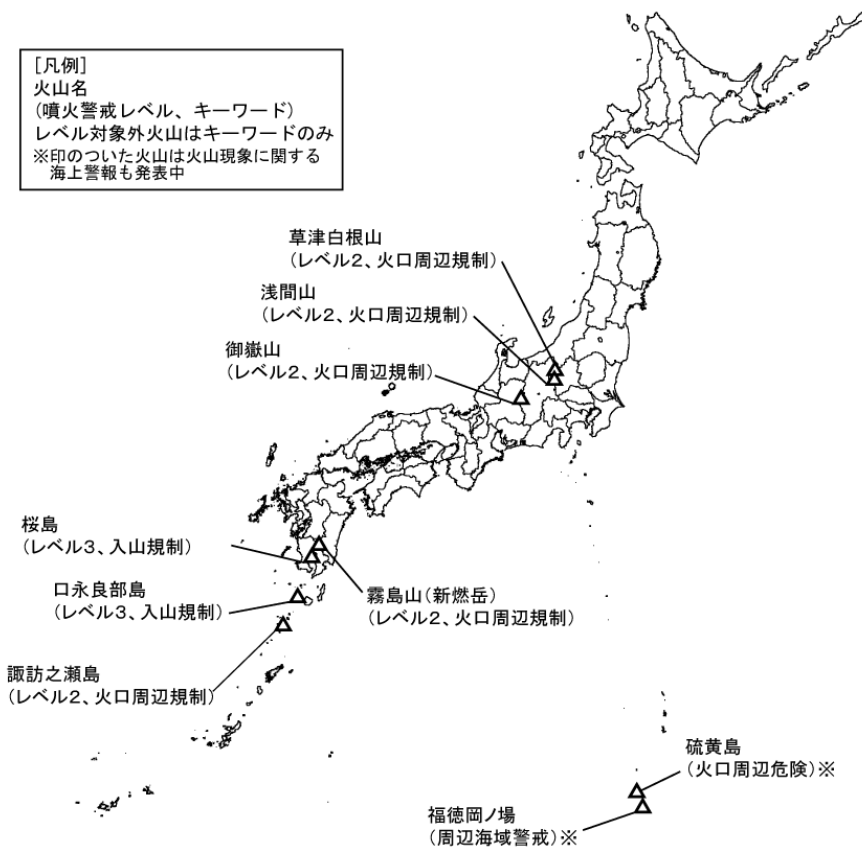 [凡例]
火山名
(噴火警戒レベル、キーワード)
レベル対象外火山はキーワードのみ
※印のついた火山は火山現象に関する
海上警報も発表中
草津白根山
(レベル2、火口周辺規制)
浅間山
(レベル2、火口周辺規制)
御嶽山
(レベル2、火口周辺規制)
桜島
(レベル3、入山規制)
口永良部島
(レベル3、入山規制)
霧島山(新燃岳)
(レベル2、火口周辺規制)
諏訪之瀬島
(レベル2、火口周辺規制)
硫黄島
(火口周辺危険)※
福徳岡ノ場
(周辺海域警戒)※